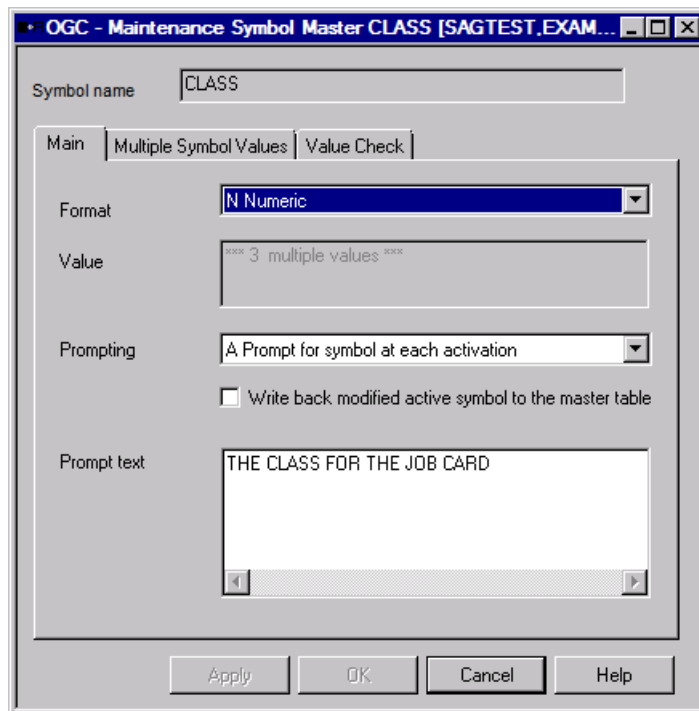 OGC - Maintenance Symbol Master CLASS [SAGTEST.EXAM...
Symbol name CLASS
Main Multiple Symbol Values Value Check
Format N Numeric
Value *** 3 multiple values ***
Prompting A Prompt for symbol at each activation
Write back modified active symbol to the master table
Prompt text THE CLASS FOR THE JOB CARD
Apply OK Cancel Help